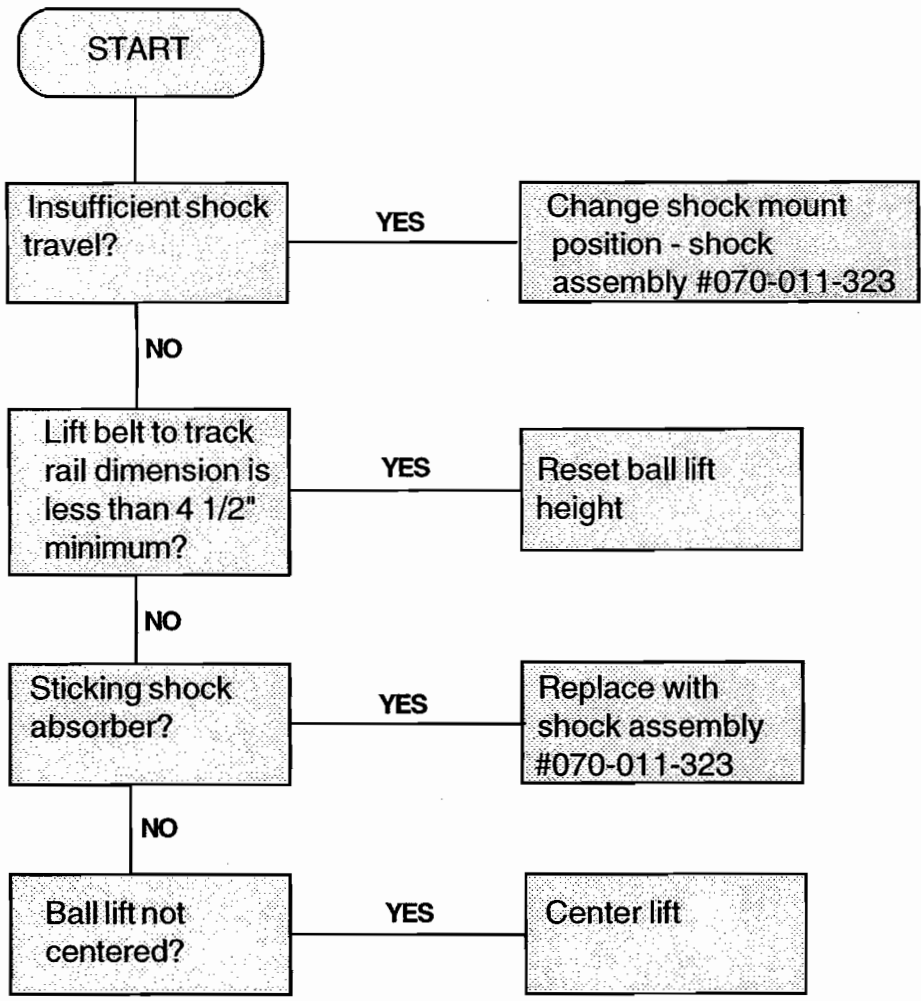 START
Insufficient shock
travel?
YES
Change shock mount
position - shock
assembly #070-011-323
NO
Lift belt to track
rail dimension is
less than 4 1/2"
minimum?
YES
Reset ball lift
height
NO
Sticking shock
absorber?
YES
Replace with
shock assembly
#070-011-323
NO
Ball lift not
centered?
YES
Center lift